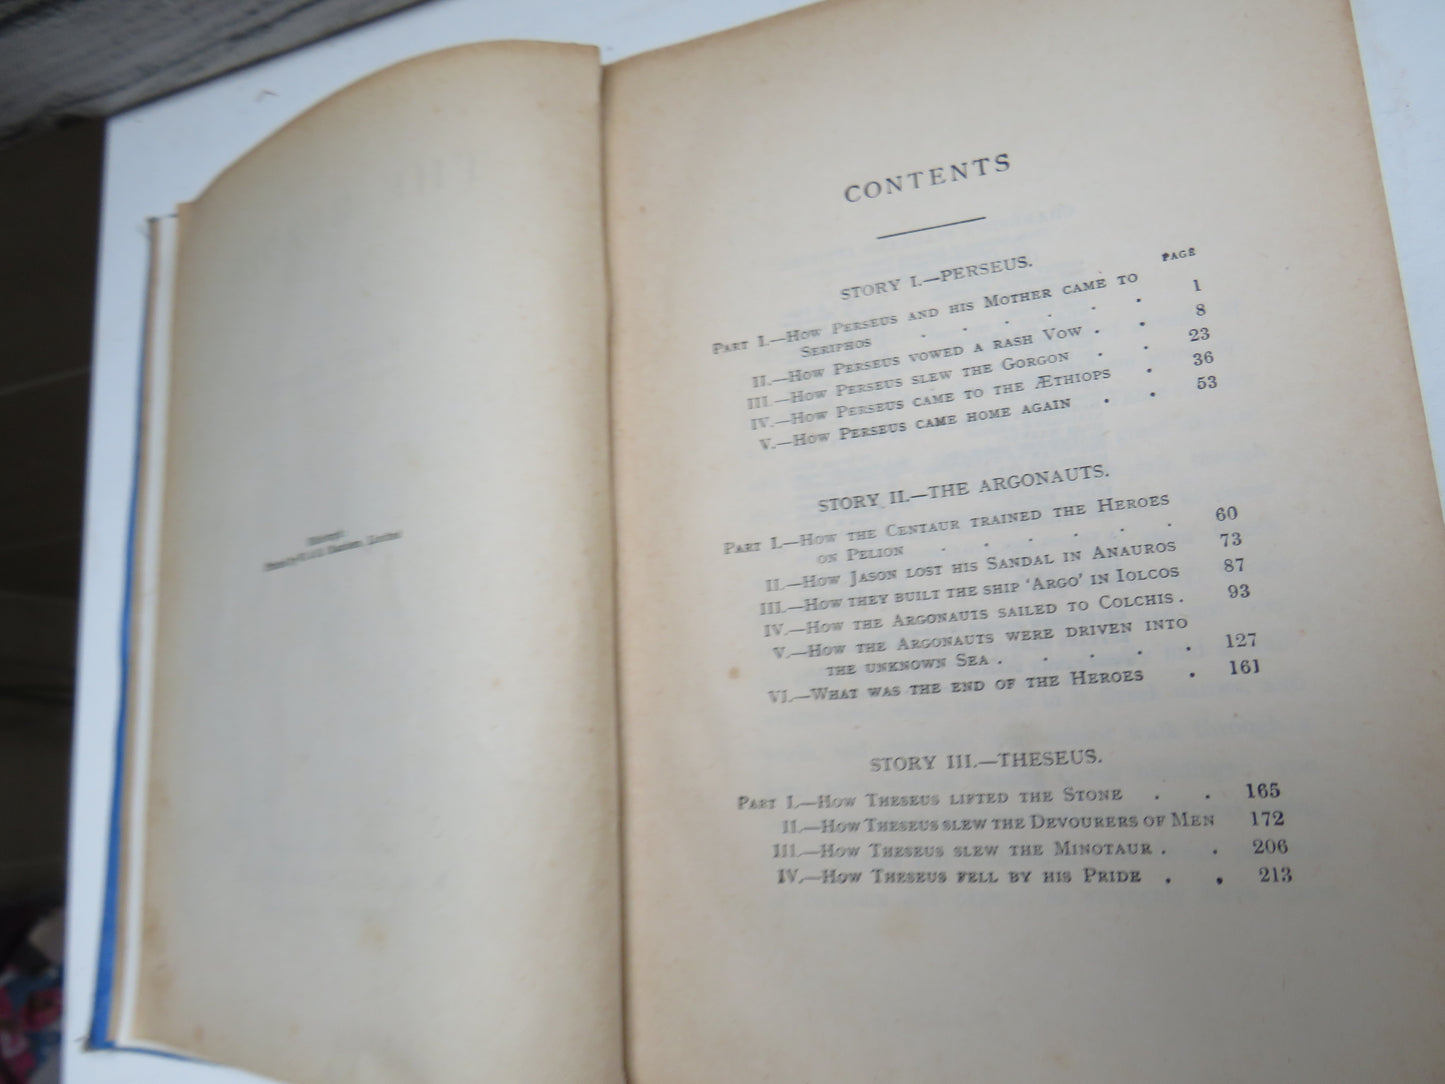 CONTENTS
PAGE
STORY I.—PERSEUS.
PART I.—HOW PERSEUS AND HIS MOTHER CAME TO
SERIPHOS . . . . . . 1
II.—HOW PERSEUS VOWED A RASH VOW . . 8
III.—HOW PERSEUS SLEW THE GORGON . . 23
IV.—HOW PERSEUS CAME TO THE ÆTHIOPS . 36
V.—HOW PERSEUS CAME HOME AGAIN . . 53
STORY II.—THE ARGONAUTS.
PART I.—HOW THE CENTAUR TRAINED THE HEROES
ON PELION . . . . . . 60
II.—HOW JASON LOST HIS SANDAL IN ANAUROS 73
III.—HOW THEY BUILT THE SHIP 'ARGO' IN IOLCOS 87
IV.—HOW THE ARGONAUTS SAILED TO COLCHIS . 93
V.—HOW THE ARGONAUTS WERE DRIVEN INTO
THE UNKNOWN SEA . . . . . 127
VI.—WHAT WAS THE END OF THE HEROES . 161
STORY III.—THESEUS.
PART I.—HOW THESEUS LIFTED THE STONE . . 165
II.—HOW THESEUS SLEW THE DEVOURERS OF MEN 172
III.—HOW THESEUS SLEW THE MINOTAUR . . 206
IV.—HOW THESEUS FELL BY HIS PRIDE . . 213